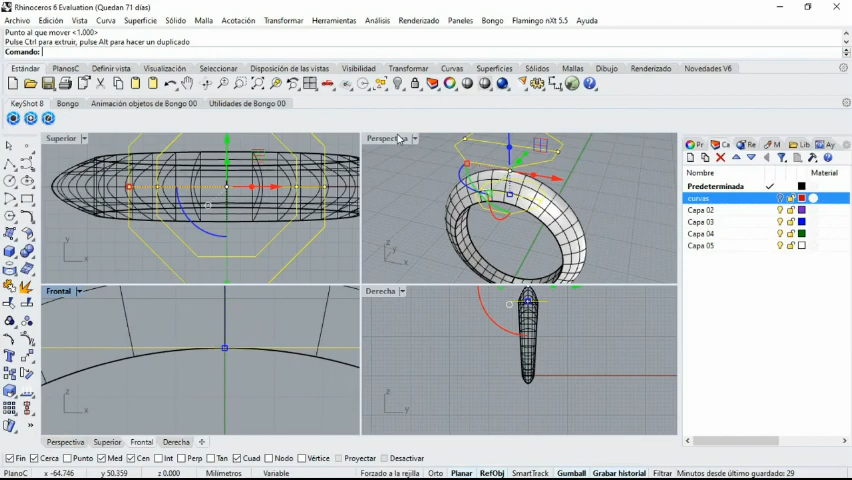 Rhinoceros 6 Evaluation (Quedan 71 días)
Archivo Edición Vista Curva Superficie Sólido Malla Acotación Transformar Herramientas Análisis Renderizado Paneles Bongo Flamingo nXt 5.5 Ayuda
Punto al que mover <1.000>
Pulse Ctrl para extruir, pulse Alt para hacer un duplicado
Comando:
Estándar PlanosC Definir vista Visualización Seleccionar Disposición de las vistas Visibilidad Transformar Curvas Superficies Sólidos Malla Renderizado Dibujo Novedades V6
KeyShot 8 Bongo Animación objetos de Bongo 00 Utilidades de Bongo 00
Superior
Perspectiva
Pr Ca Re M Lib Ay
Nombre Material
Predeterminada
curvas
Capa 02
Capa 03
Capa 04
Capa 05
y x
z y x
Frontal
Derecha
z x
z y
Perspectiva Superior Frontal Derecha
Fin Cerca Punto Med Cen Int Perp Tan Cuad Nodo Vértice Proyectar Desactivar
PlanoC x -64.746 y 50.359 z 0.000 Milímetros Variable Forzado a la rejilla Orto Planar RefObj SmartTrack Gumball Grabar historial Filtrar Minutos desde último guardado: 29